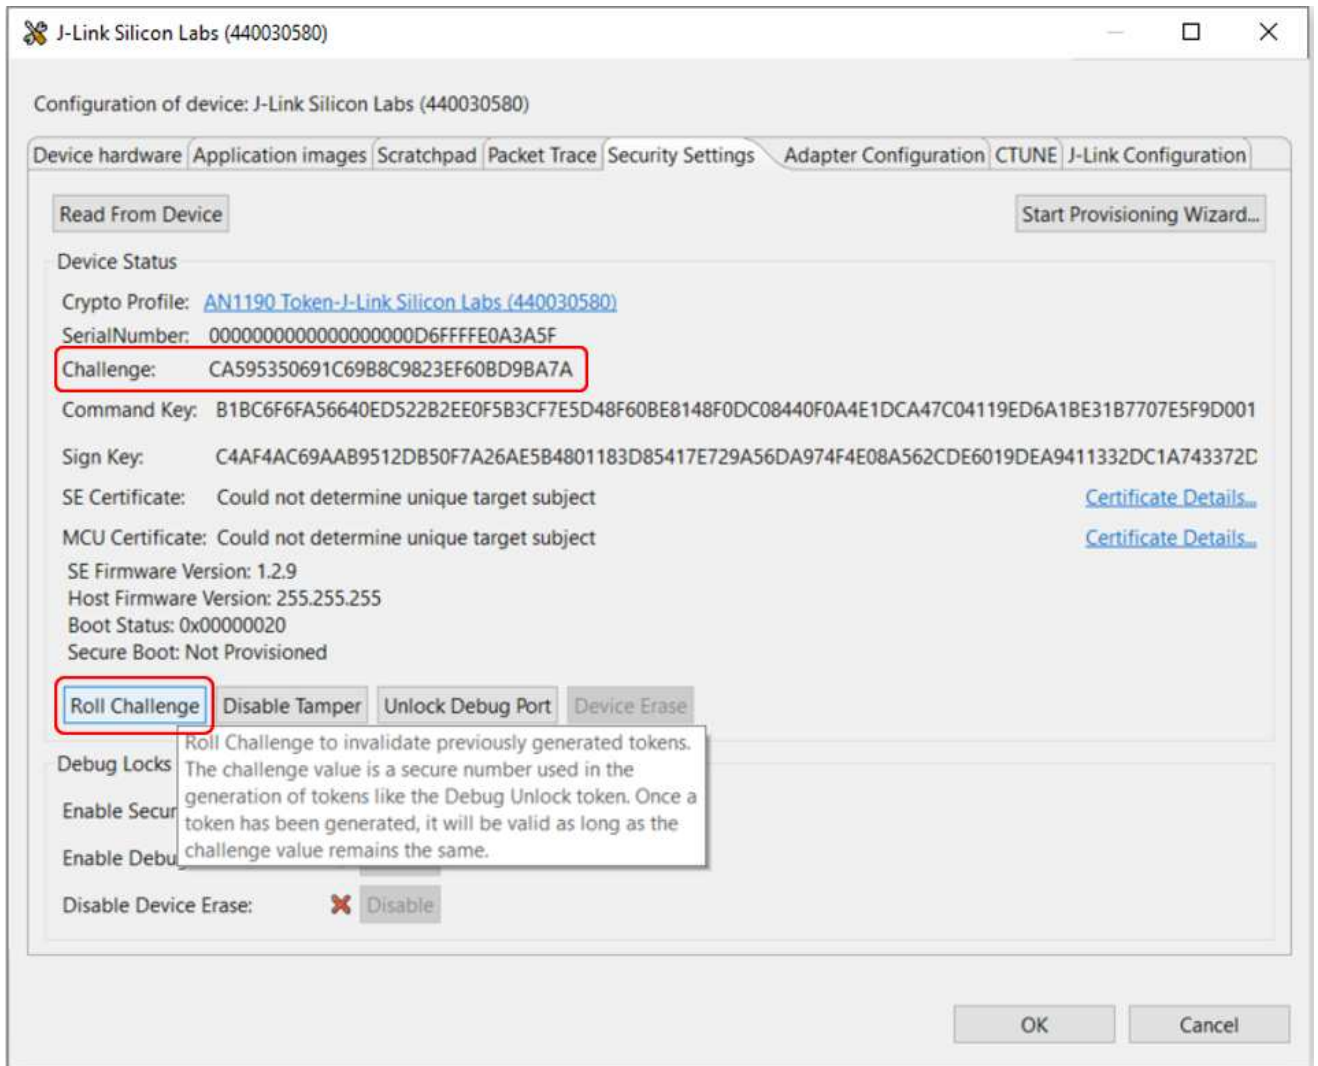 J-Link Silicon Labs (440030580)
Configuration of device: J-Link Silicon Labs (440030580)
Device hardware Application images Scratchpad Packet Trace Security Settings Adapter Configuration CTUNE J-Link Configuration
Read From Device Start Provisioning Wizard...
Device Status
Crypto Profile: AN1190 Token-J-Link Silicon Labs (440030580)
SerialNumber: 0000000000000000000D6FFFFE0A3A5F
Challenge: CA595350691C69B8C9823EF60BD9BA7A
Command Key: B1BC6F6FA56640ED522B2EE0F5B3CF7E5D48F60BE8148F0DC08440F0A4E1DCA47C04119ED6A1BE31B7707E5F9D001
Sign Key: C4AF4AC69AAB9512DB50F7A26AE5B4801183D85417E729A56DA974F4E08A562CDE6019DEA9411332DC1A743372D
SE Certificate: Could not determine unique target subject Certificate Details...
MCU Certificate: Could not determine unique target subject Certificate Details...
SE Firmware Version: 1.2.9
Host Firmware Version: 255.255.255
Boot Status: 0x00000020
Secure Boot: Not Provisioned
Roll Challenge Disable Tamper Unlock Debug Port Device Erase
Roll Challenge to invalidate previously generated tokens.
The challenge value is a secure number used in the
generation of tokens like the Debug Unlock token. Once a
token has been generated, it will be valid as long as the
challenge value remains the same.
Debug Locks
Enable Secur
Enable Debu
Disable Device Erase: Disable
OK Cancel